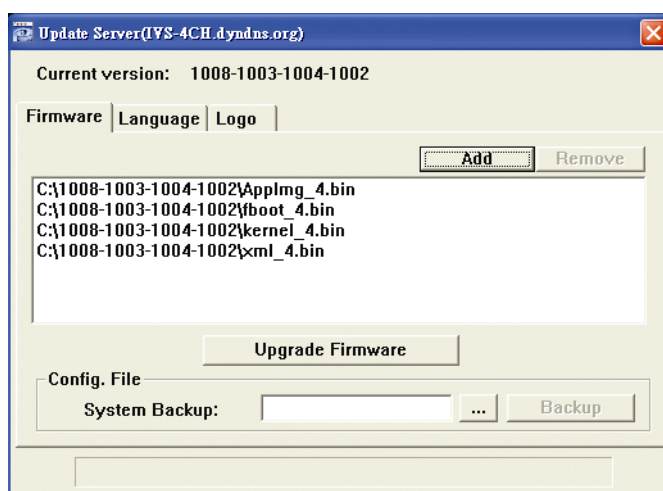 Update Server(IVS-4CH.dyndns.org)
Current version: 1008-1003-1004-1002
Firmware Language Logo
Add Remove
C:\1008-1003-1004-1002\AppImg_4.bin
C:\1008-1003-1004-1002\fboot_4.bin
C:\1008-1003-1004-1002\kernel_4.bin
C:\1008-1003-1004-1002\xml_4.bin
Upgrade Firmware
Config. File
System Backup: ... Backup